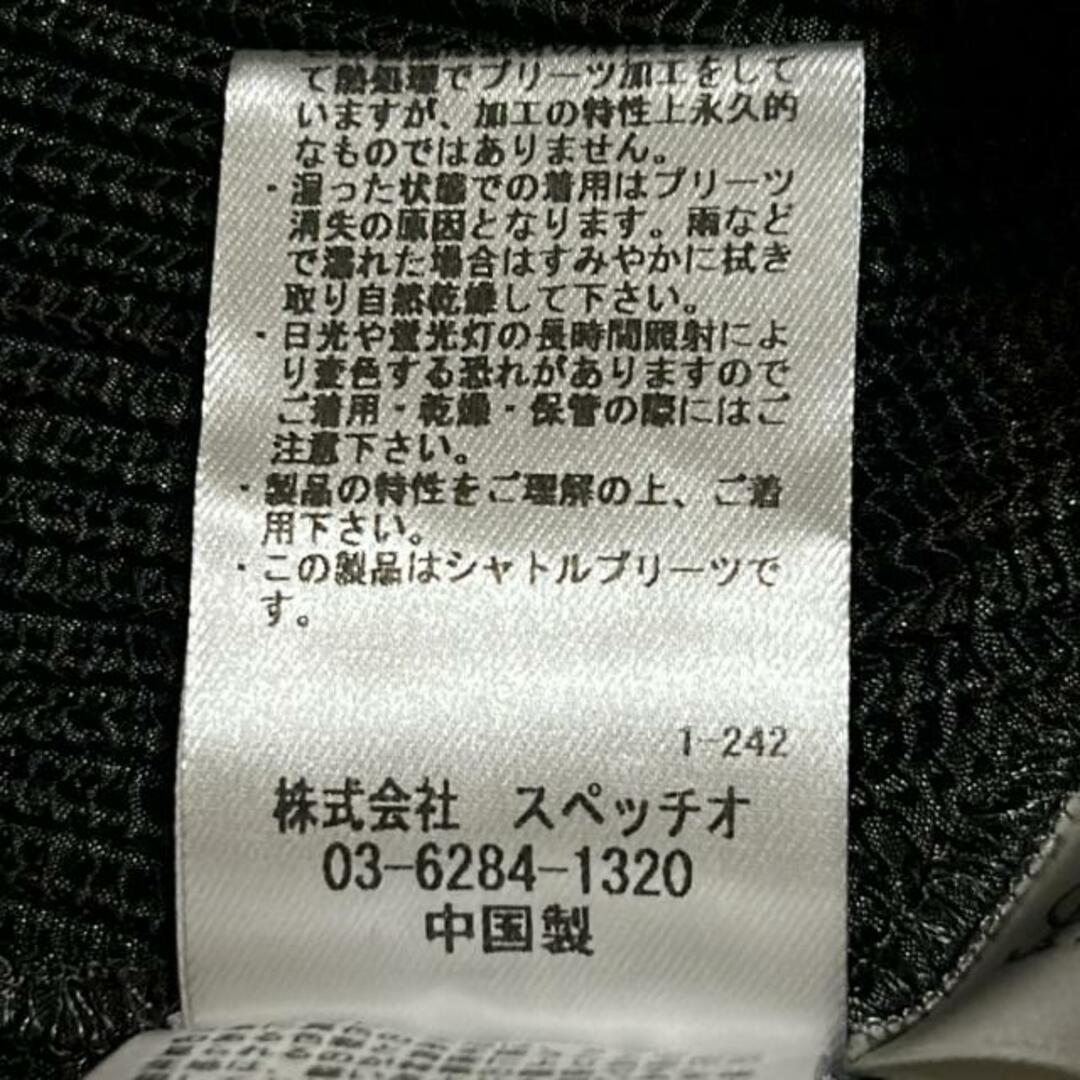 て熱処理でプリーツ加工をして
いますが、加工の特性上永久的
なものではありません。
・湿った状態での着用はプリーツ
消失の原因となります。雨など
で濡れた場合はすみやかに拭き
取り自然乾燥して下さい。
・日光や蛍光灯の長時間照射によ
り変色する恐れがありますので
ご着用・乾燥・保管の際にはご
注意下さい。
・製品の特性をご理解の上、ご着
用下さい。
・この製品はシャトルプリーツで
す。
1-242
株式会社 スペッチオ
03-6284-1320
中国製